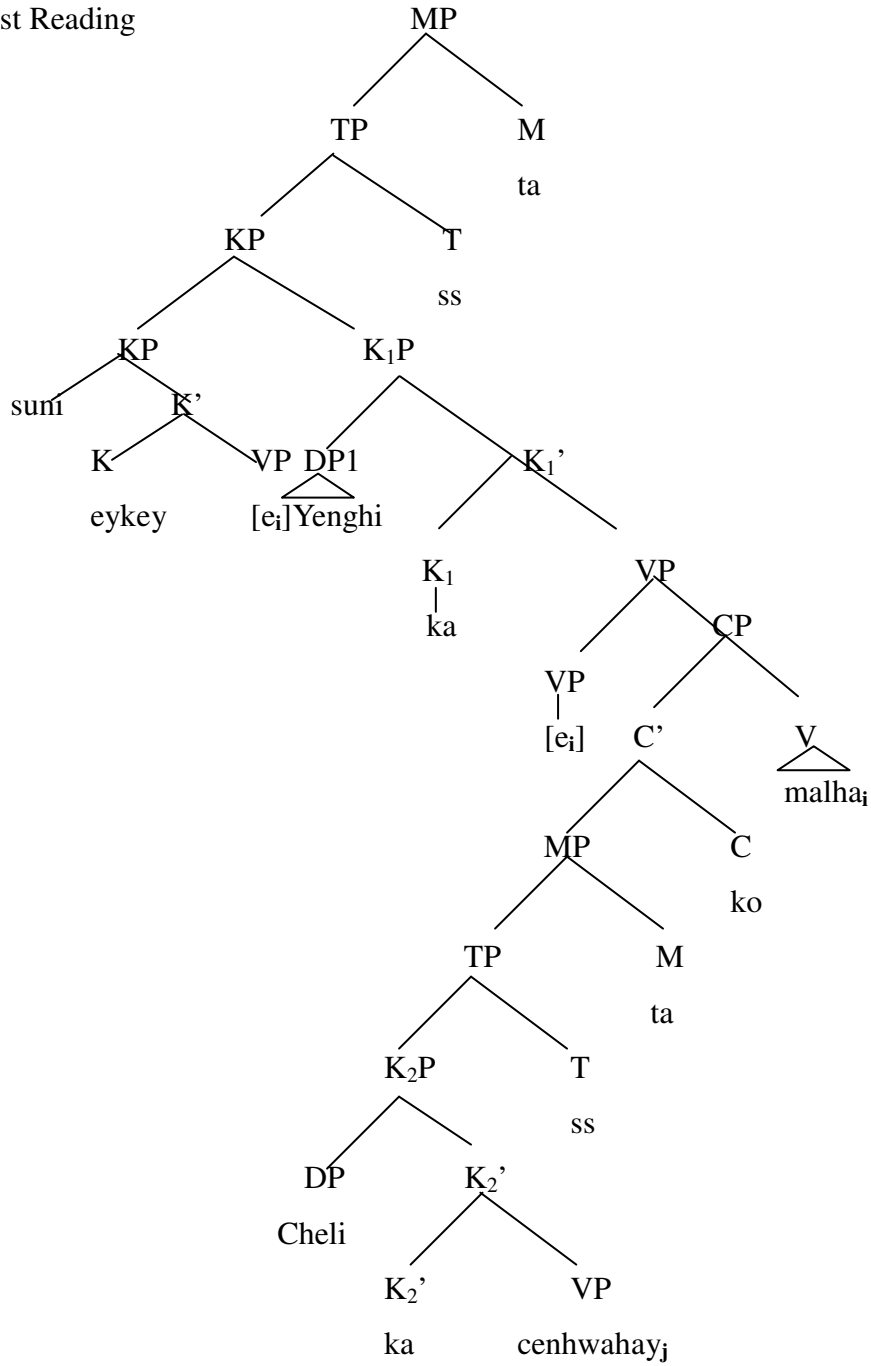 st Reading MP
TP M
ta
KP T
ss
KP K₁P
suni K’
K VP DP1 K₁’
eykey [eᵢ]Yenghi
K₁ VP
ka CP
VP
[eᵢ] C’ V
malhaᵢ
MP C
ko
TP M
ta
K₂P T
ss
DP K₂’
Cheli
K₂’ VP
ka cenhwahayⱼ